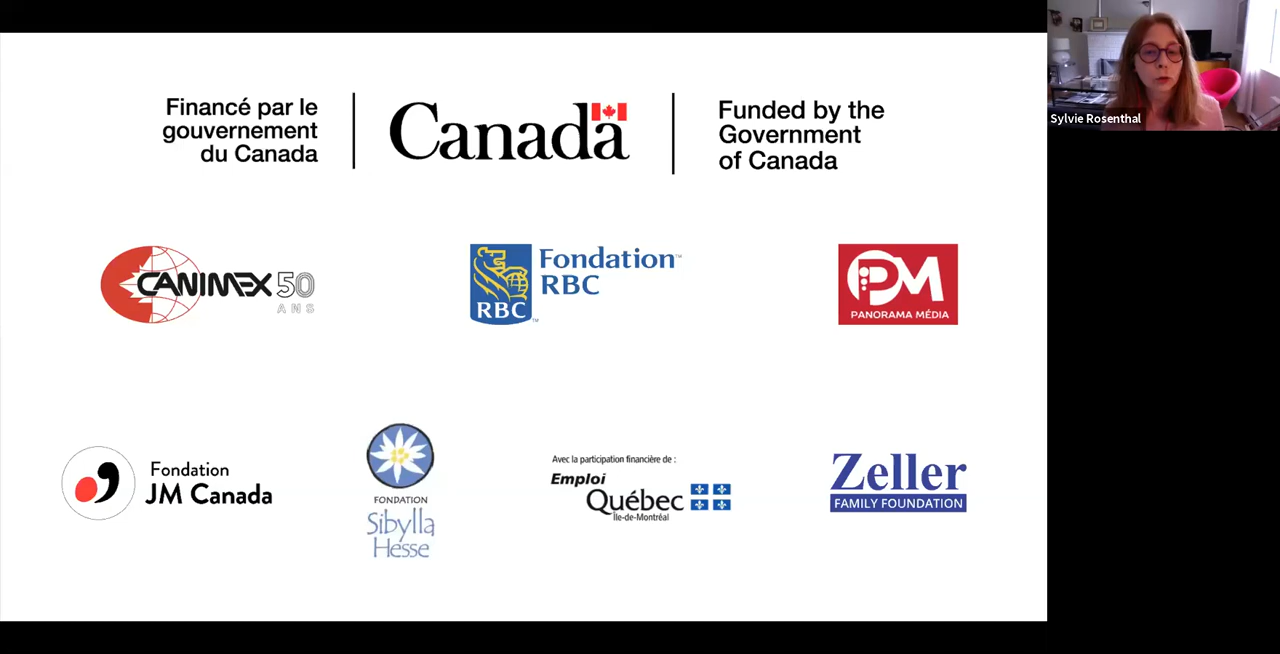 Financé par le
gouvernement
du Canada
Canada
Funded by the
Government
of Canada
Sylvie Rosenthal
CANIMEX 50
ANS
Fondation™
RBC
RBC™
PM
PANORAMA MÉDIA
Fondation
JM Canada
FONDATION
Sibylla
Hesse
Avec la participation financière de :
Emploi
Québec
Île-de-Montréal
Zeller
FAMILY FOUNDATION